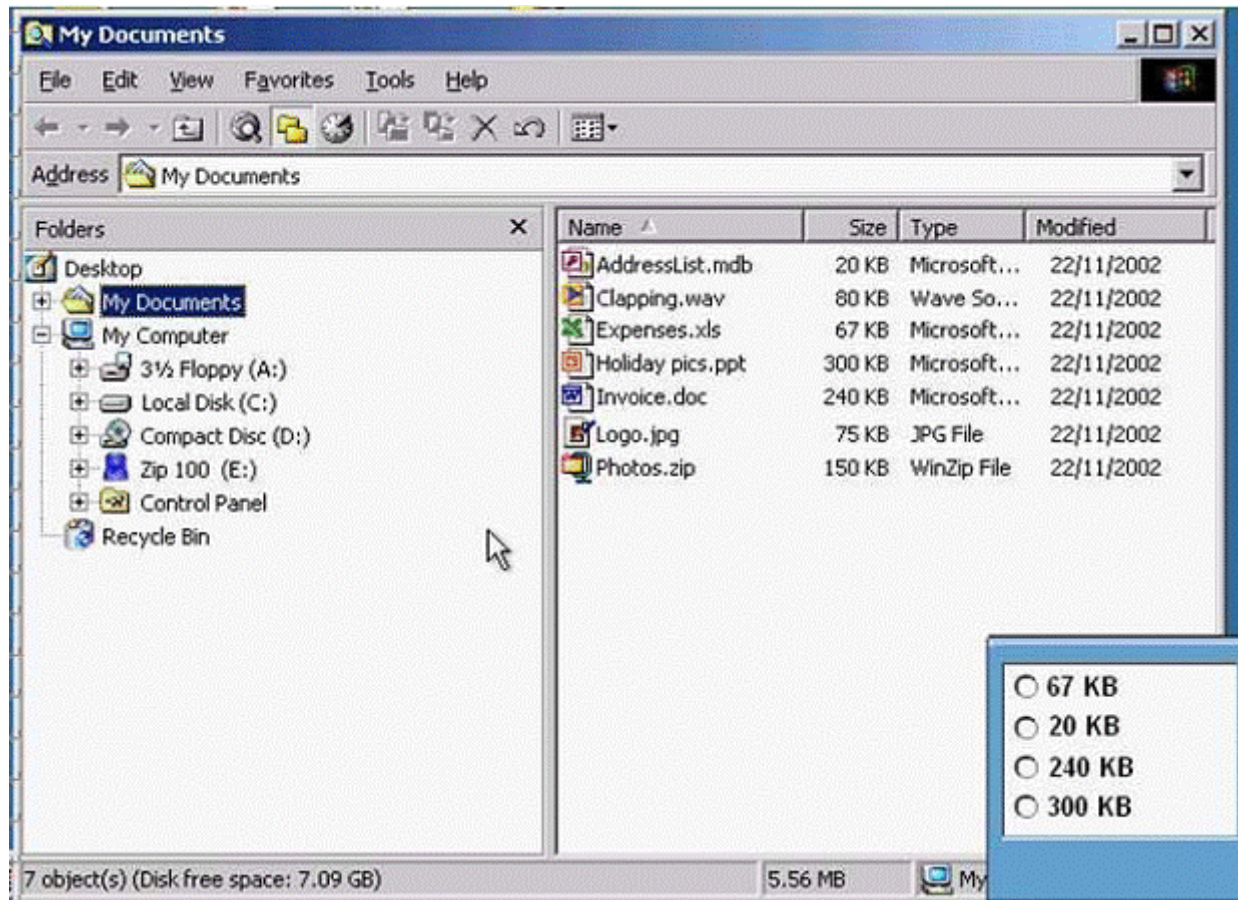 My Documents
File Edit View Favorites Tools Help
Address My Documents
Folders
Desktop
My Documents
My Computer
3½ Floppy (A:)
Local Disk (C:)
Compact Disc (D:)
Zip 100 (E:)
Control Panel
Recycle Bin
Name Size Type Modified
AddressList.mdb 20 KB Microsoft... 22/11/2002
Clapping.wav 80 KB Wave So... 22/11/2002
Expenses.xls 67 KB Microsoft... 22/11/2002
Holiday pics.ppt 300 KB Microsoft... 22/11/2002
Invoice.doc 240 KB Microsoft... 22/11/2002
Logo.jpg 75 KB JPG File 22/11/2002
Photos.zip 150 KB WinZip File 22/11/2002
67 KB
20 KB
240 KB
300 KB
7 object(s) (Disk free space: 7.09 GB) 5.56 MB My